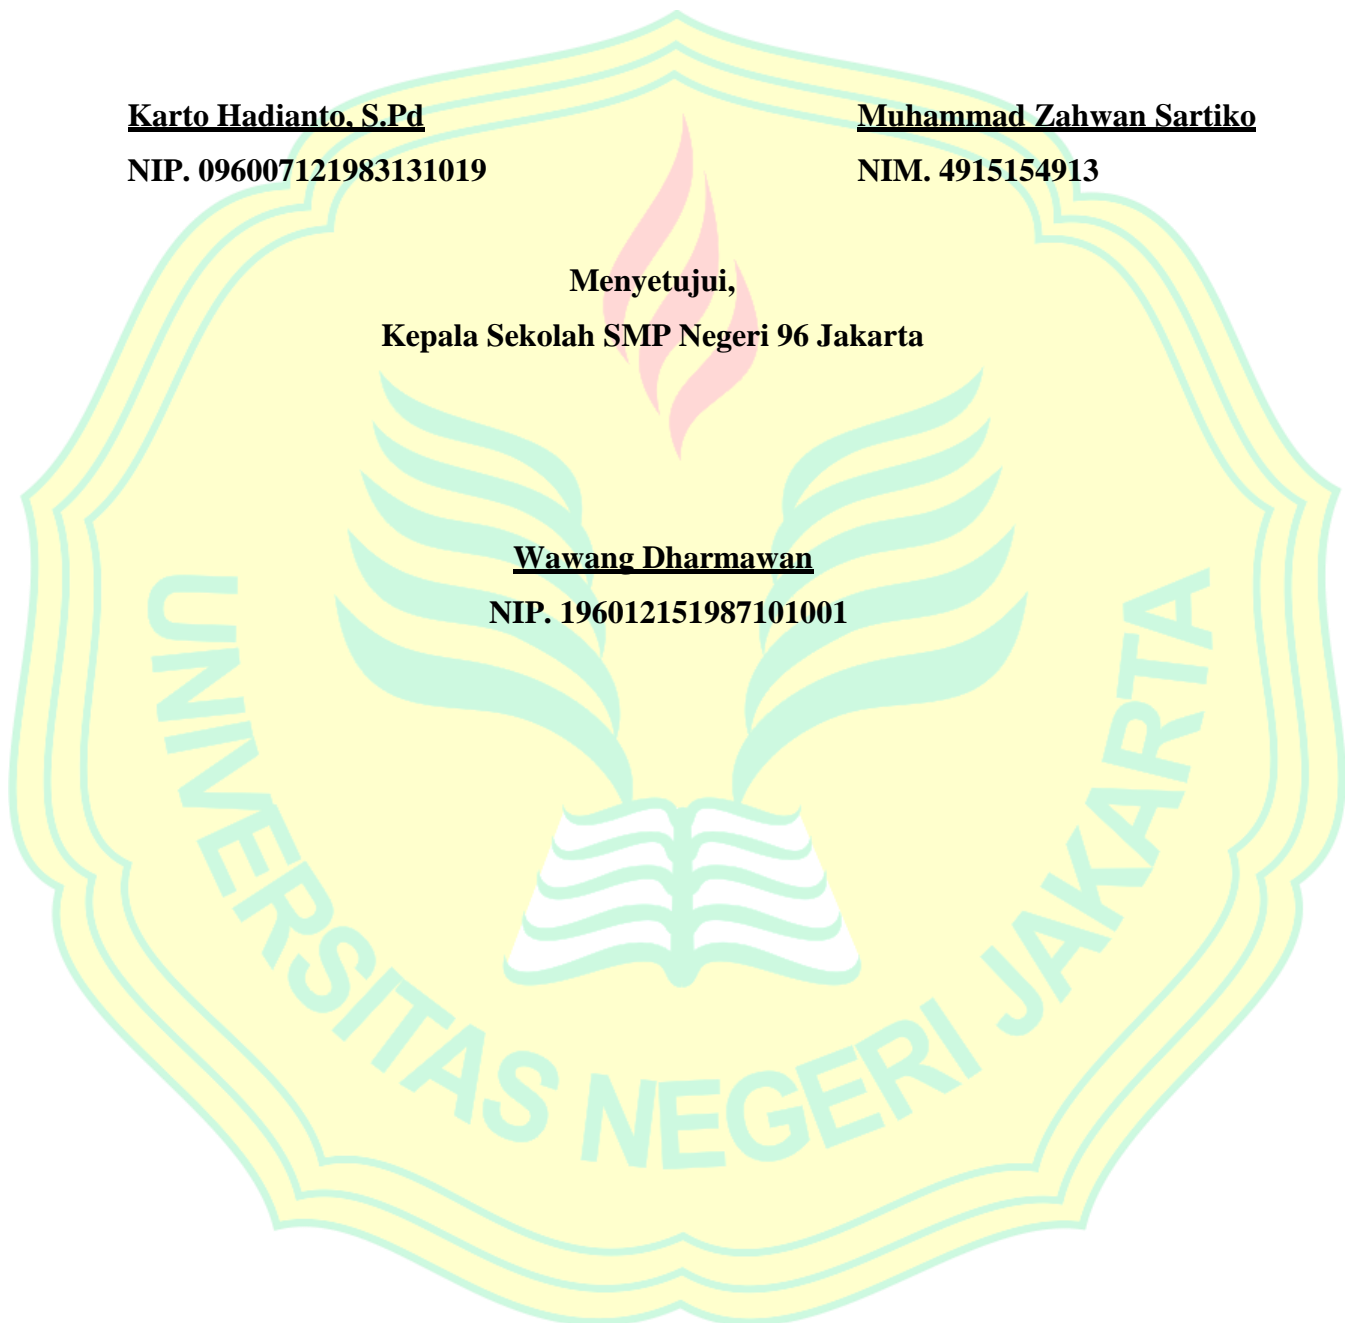 Karto Hadianto, S.Pd
Muhammad Zahwan Sartiko
NIP. 096007121983131019
NIM. 4915154913
Menyetujui,
Kepala Sekolah SMP Negeri 96 Jakarta
Wawang Dharmawan
NIP. 196012151987101001
UNIVERSITAS NEGERI JAKARTA